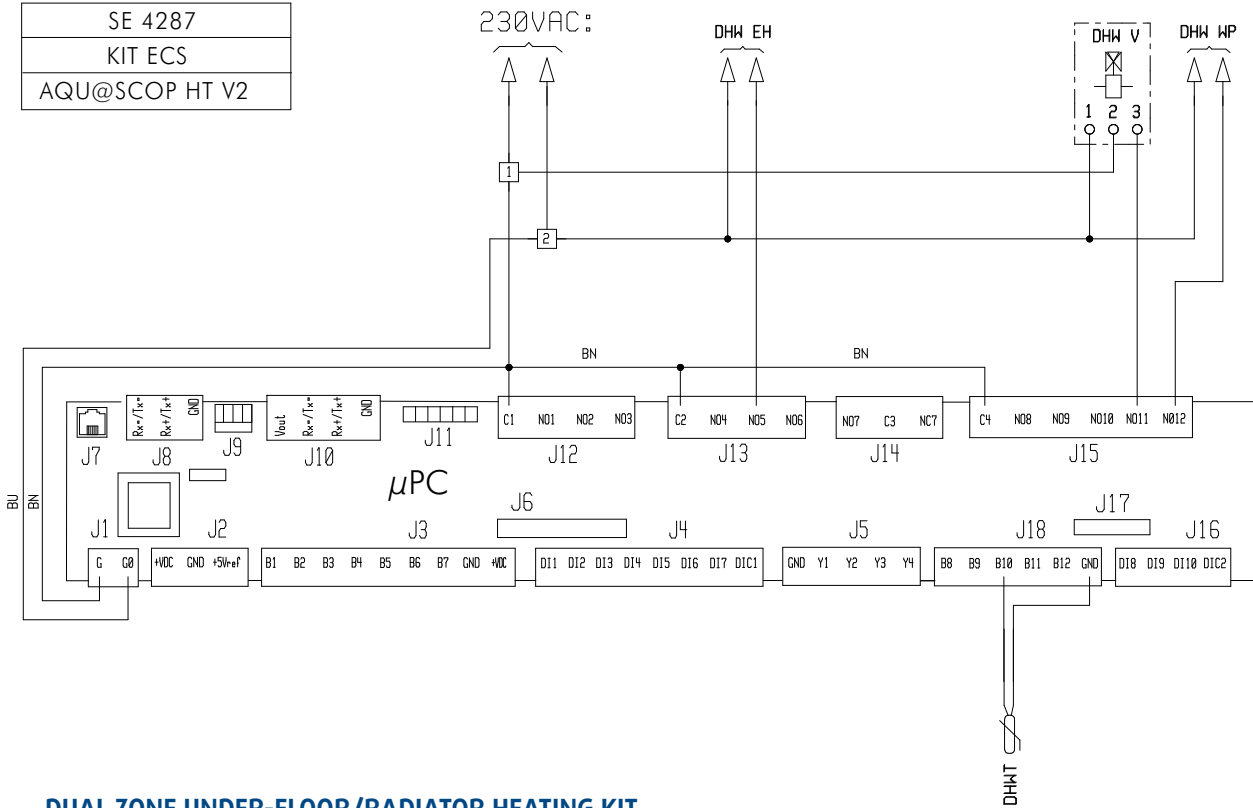 SE 4287
KIT ECS
AQU@SCOP HT V2
230VAC:
DHW EH
DHW V
DHW WP
1 2 3
1
2
BN BN
C1 NO1 NO2 NO3
C2 NO4 NO5 NO6
NO7 C3 NC7
C4 NO8 NO9 NO10 NO11 NO12
Rx-/Tx- Rx+/Tx+ GND
Vout Rx-/Tx- Rx+/Tx+ GND
J7 J8 J9 J10 J11 J12 J13 J14 J15
µPC
BU BN
J1 J2 J3 J6 J4 J5 J18 J17 J16
G G0
+VDC GND +5Vref
B1 B2 B3 B4 B5 B6 B7 GND +VDC
DI1 DI2 DI3 DI4 DI5 DI6 DI7 DIC1
GND Y1 Y2 Y3 Y4
B8 B9 B10 B11 B12 GND
DI8 DI9 DI10 DIC2
DHWT
DUAL ZONE UNDER-FLOOR/RADIATOR HEATING KIT